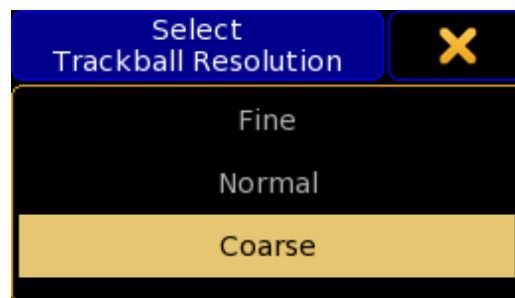 Select
Trackball Resolution
Fine
Normal
Coarse